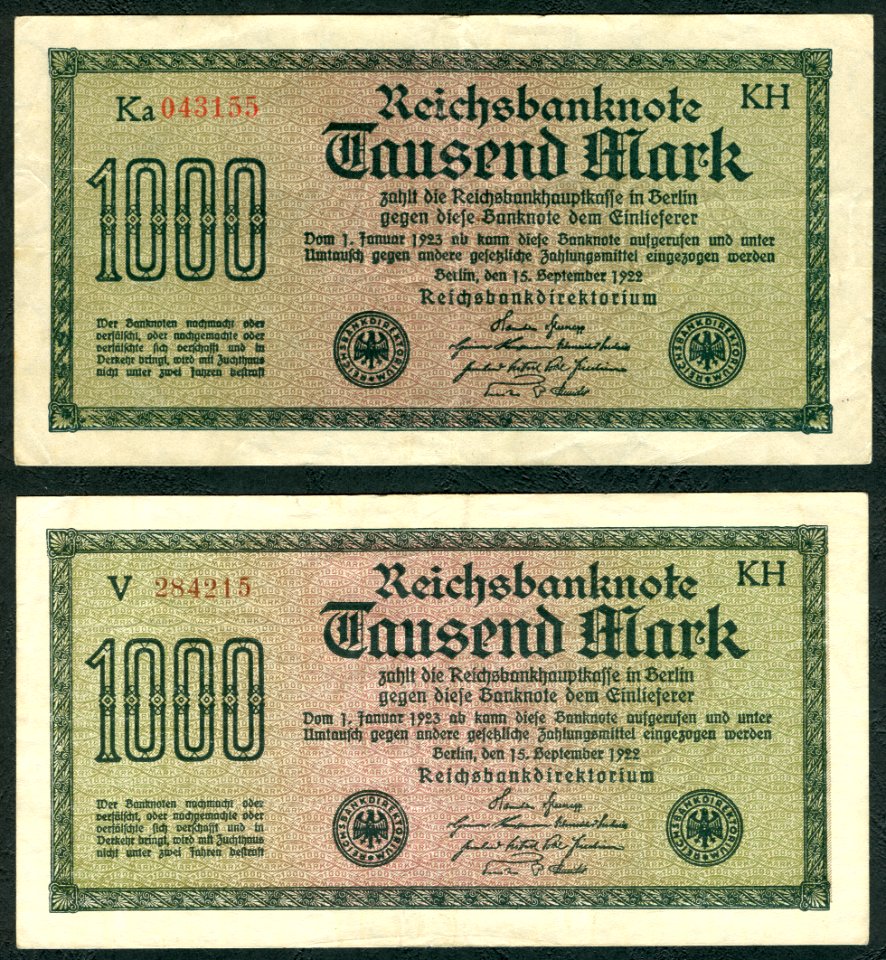 Ka 043155
KH
Reichsbanknote
Tausend Mark
1000
zahlt die Reichsbankhauptkasse in Berlin
gegen diese Banknote dem Einlieferer
Vom 1. Januar 1923 ab kann diese Banknote aufgerufen und unter
Umtausch gegen andere gesetzliche Zahlungsmittel eingezogen werden
Berlin, den 15. September 1922
Reichsbankdirektorium
Wer Banknoten nachmacht oder
verfälscht, oder nachgemachte oder
verfälschte sich verschafft und in
Verkehr bringt, wird mit Zuchthaus
nicht unter zwei Jahren bestraft
REICHSBANKDIREKTORIUM
REICHSBANKDIREKTORIUM
V 284215
KH
Reichsbanknote
Tausend Mark
1000
zahlt die Reichsbankhauptkasse in Berlin
gegen diese Banknote dem Einlieferer
Vom 1. Januar 1923 ab kann diese Banknote aufgerufen und unter
Umtausch gegen andere gesetzliche Zahlungsmittel eingezogen werden
Berlin, den 15. September 1922
Reichsbankdirektorium
Wer Banknoten nachmacht oder
verfälscht, oder nachgemachte oder
verfälschte sich verschafft und in
Verkehr bringt, wird mit Zuchthaus
nicht unter zwei Jahren bestraft
REICHSBANKDIREKTORIUM
REICHSBANKDIREKTORIUM